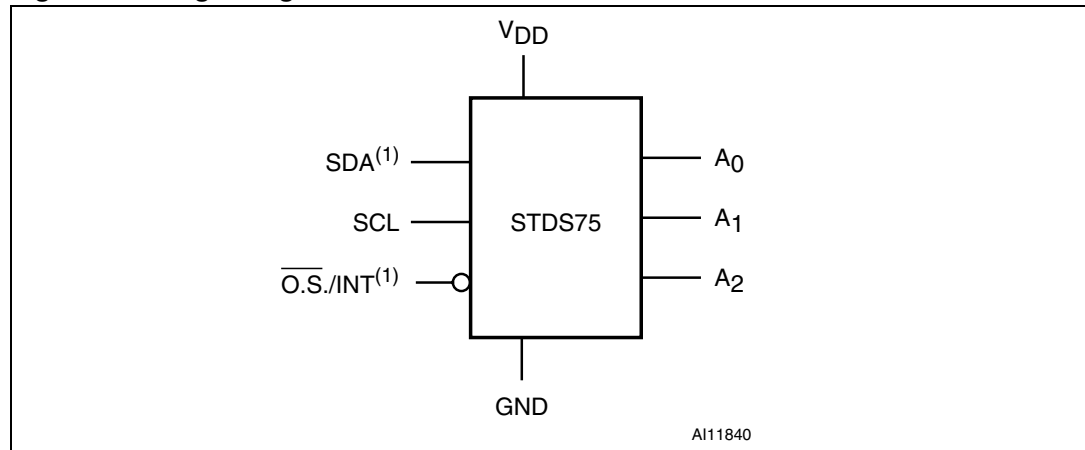 VDD
SDA(1)
SCL
O.S./INT(1)
STDS75
A0
A1
A2
GND
AI11840